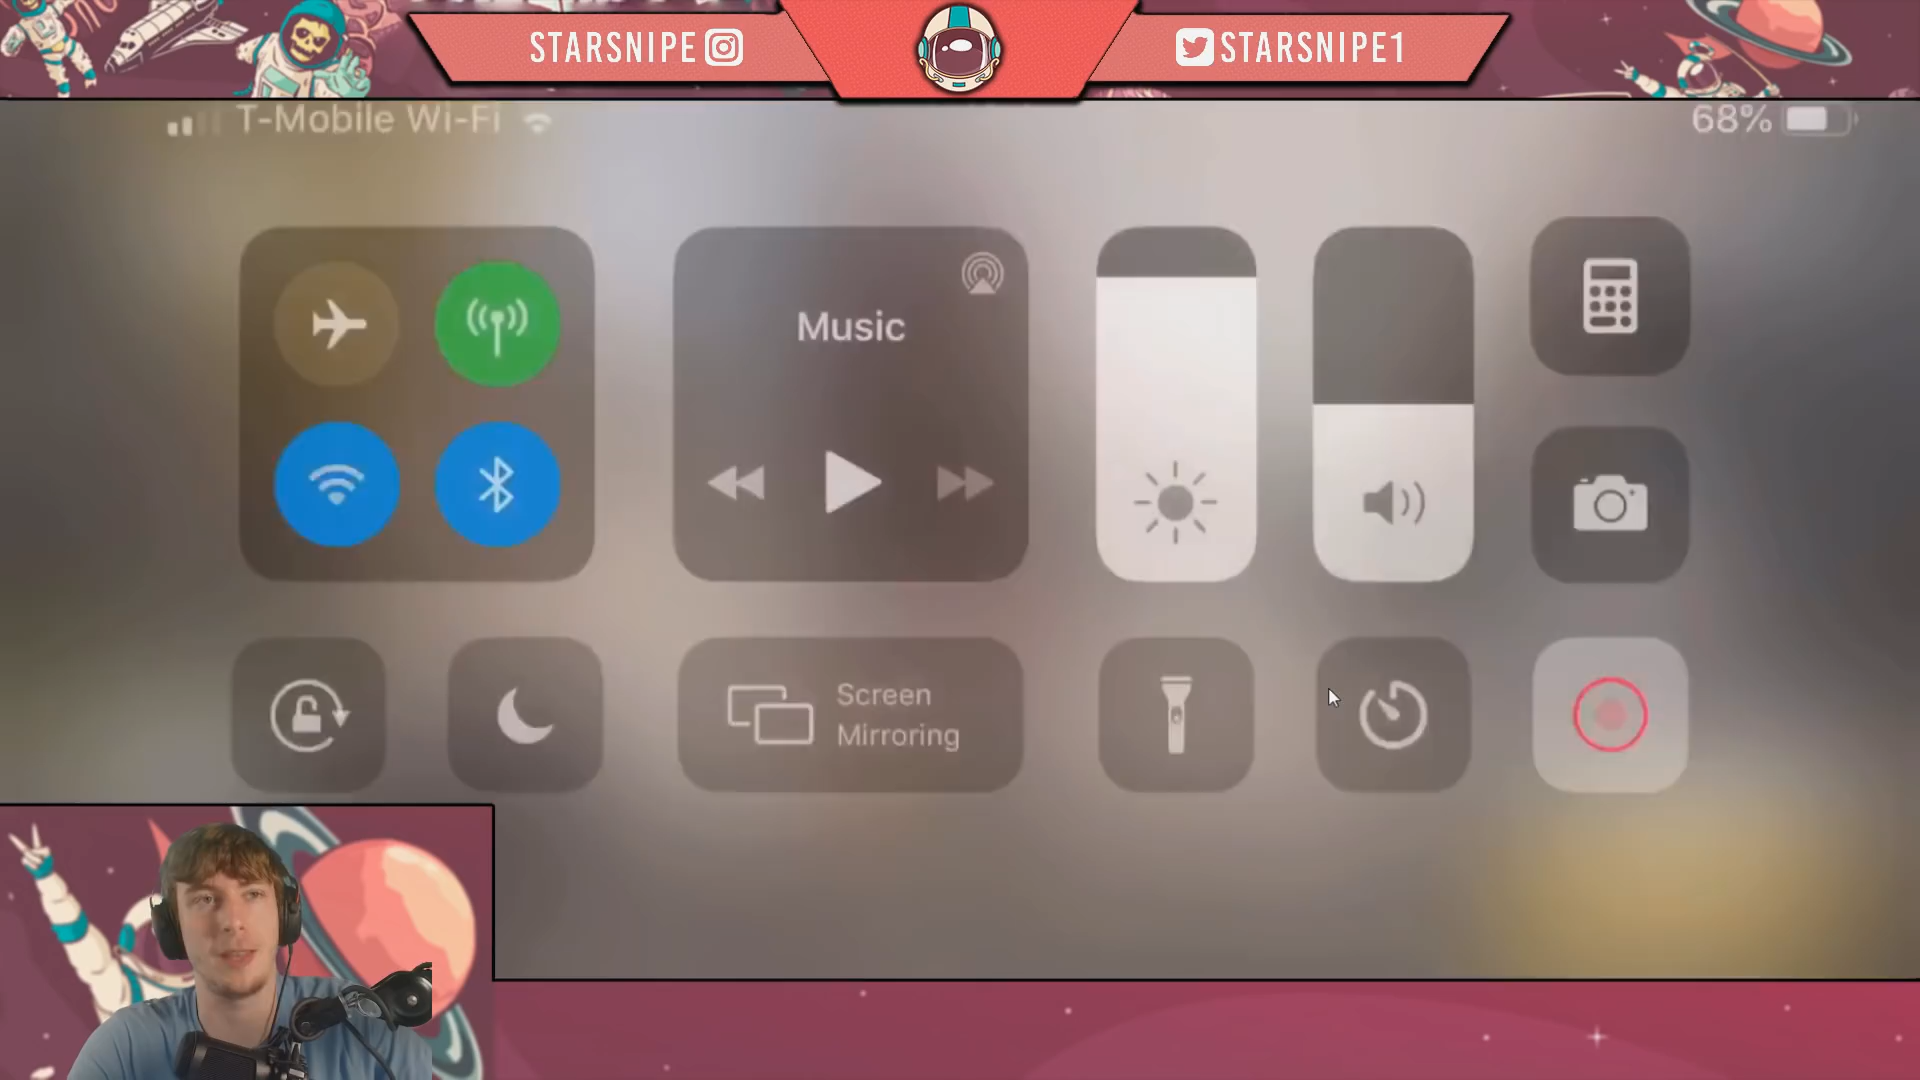 STARSNIPE
STARSNIPE1
T-Mobile Wi-Fi
68%
Music
Screen
Mirroring